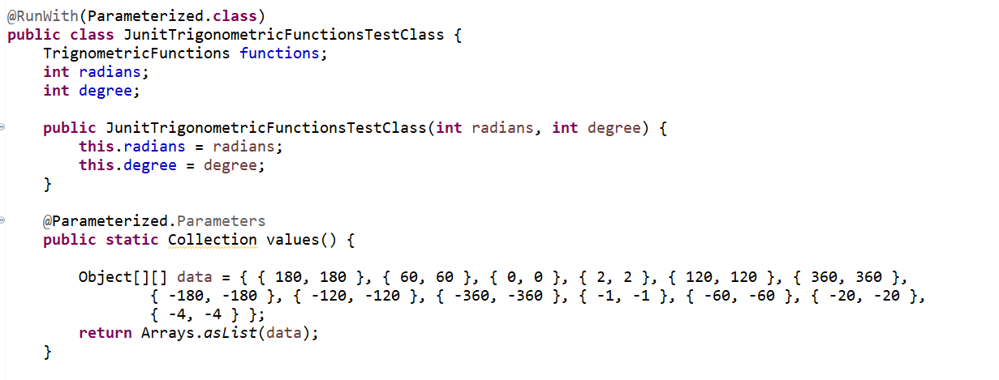 @RunWith(Parameterized.class)
public class JunitTrigonometricFunctionsTestClass {
TrignometricFunctions functions;
int radians;
int degree;
public JunitTrigonometricFunctionsTestClass(int radians, int degree) {
this.radians = radians;
this.degree = degree;
}
@Parameterized.Parameters
public static Collection values() {
Object[][] data = { { 180, 180 }, { 60, 60 }, { 0, 0 }, { 2, 2 }, { 120, 120 }, { 360, 360 },
{ -180, -180 }, { -120, -120 }, { -360, -360 }, { -1, -1 }, { -60, -60 }, { -20, -20 },
{ -4, -4 } };
return Arrays.asList(data);
}